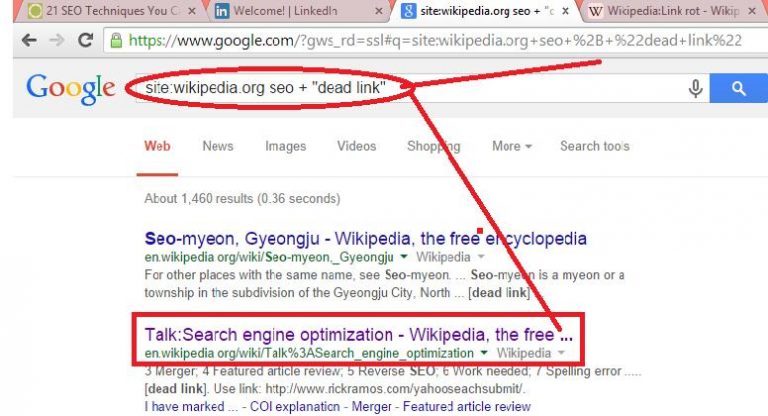 21 SEO Techniques You C
Welcome! | LinkedIn
site:wikipedia.org seo + "c
Wikipedia:Link rot - Wikip
https://www.google.com/?gws_rd=ssl#q=site:wikipedia.org+seo+%2B+%22dead+link%22
Google
site:wikipedia.org seo + "dead link"
Web News Images Videos Shopping More Search tools
About 1,460 results (0.36 seconds)
Seo-myeon, Gyeongju - Wikipedia, the free encyclopedia
en.wikipedia.org/wiki/Seo-myeon,_Gyeongju Wikipedia
For other places with the same name, see Seo-myeon. ... Seo-myeon is a myeon or a
township in the subdivision of the Gyeongju City, North ... [dead link]
Talk:Search engine optimization - Wikipedia, the free ...
en.wikipedia.org/wiki/Talk%3ASearch_engine_optimization Wikipedia
3 Merger; 4 Featured article review; 5 Reverse SEO; 6 Work needed; 7 Spelling error .....
[dead link]. Use link: http://www.rickramos.com/yahooseachsubmit/.
I have marked ... - COI explanation - Merger - Featured article review